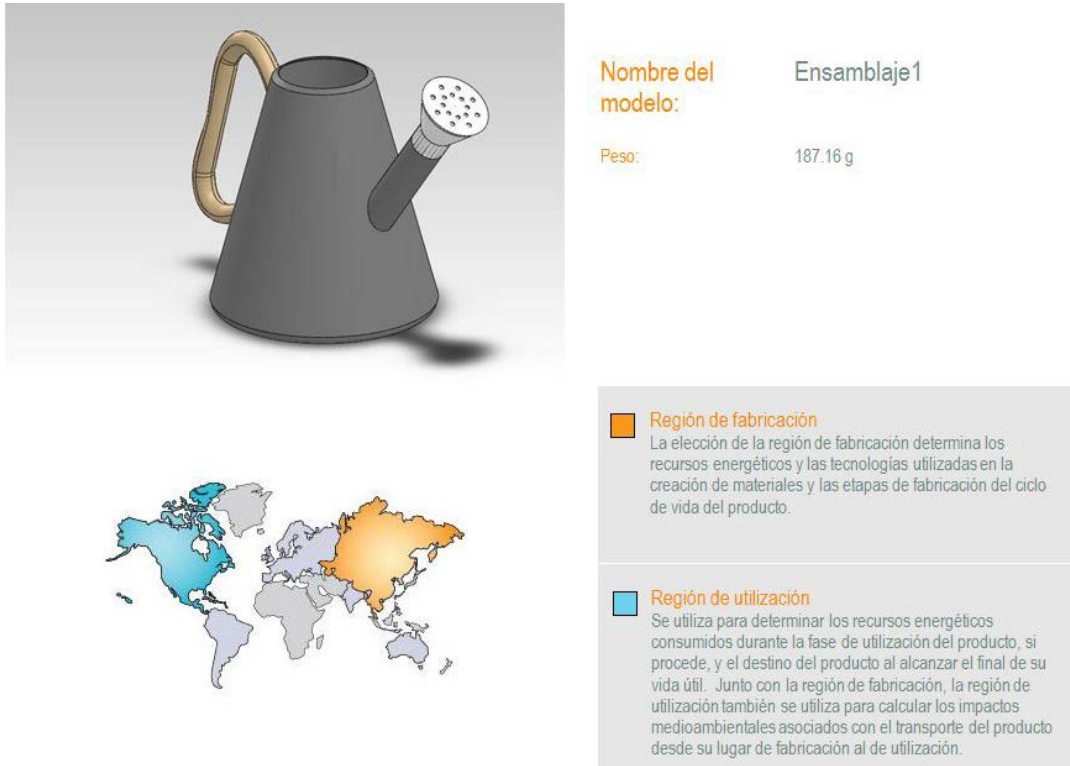 Nombre del Ensamblaje1
modelo:
Peso: 187.16 g
Región de fabricación
La elección de la región de fabricación determina los
recursos energéticos y las tecnologías utilizadas en la
creación de materiales y las etapas de fabricación del ciclo
de vida del producto.
Región de utilización
Se utiliza para determinar los recursos energéticos
consumidos durante la fase de utilización del producto, si
procede, y el destino del producto al alcanzar el final de su
vida útil. Junto con la región de fabricación, la región de
utilización también se utiliza para calcular los impactos
medioambientales asociados con el transporte del producto
desde su lugar de fabricación al de utilización.